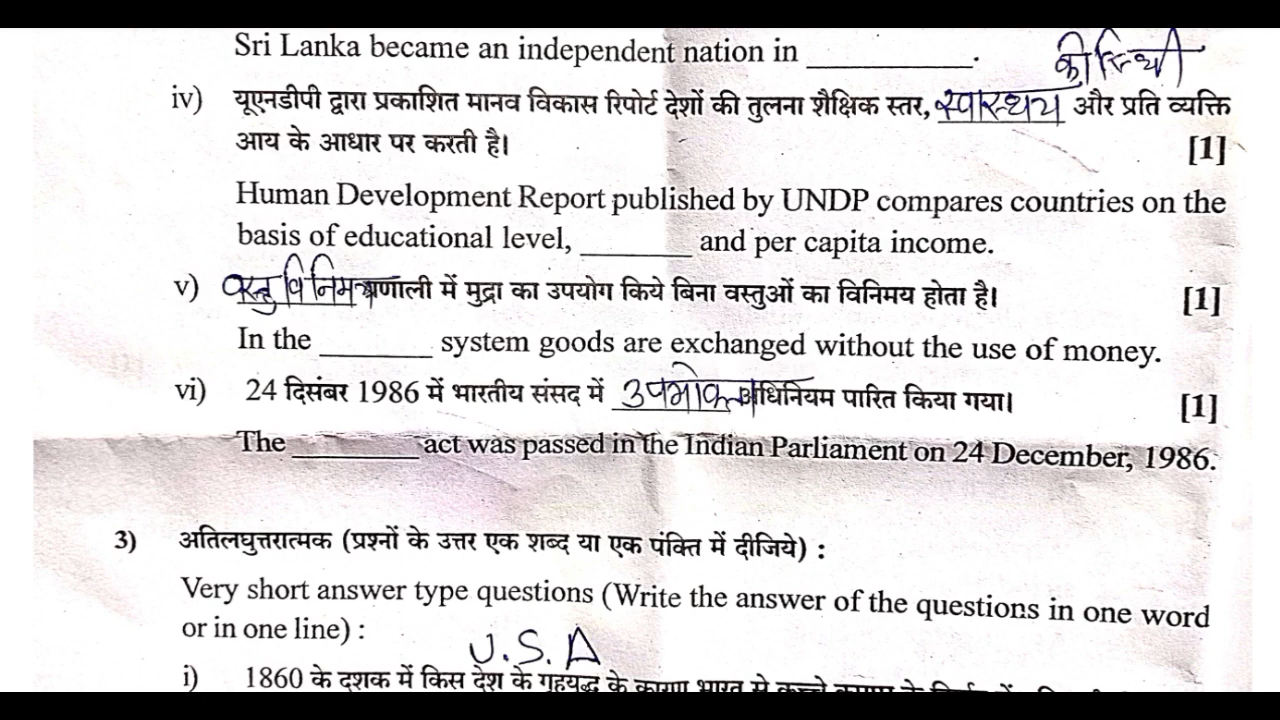 Sri Lanka became an independent nation in ____________.
iv) यूएनडीपी द्वारा प्रकाशित मानव विकास रिपोर्ट देशों की तुलना शैक्षिक स्तर, स्वास्थय और प्रति व्यक्ति
आय के आधार पर करती है। [1]
Human Development Report published by UNDP compares countries on the
basis of educational level, ________ and per capita income.
v) वस्तु विनिमय प्रणाली में मुद्रा का उपयोग किये बिना वस्तुओं का विनिमय होता है। [1]
In the ________ system goods are exchanged without the use of money.
vi) 24 दिसंबर 1986 में भारतीय संसद में उपभोक्ता अधिनियम पारित किया गया। [1]
The _________ act was passed in the Indian Parliament on 24 December, 1986.
3) अतिलघुत्तरात्मक (प्रश्नों के उत्तर एक शब्द या एक पंक्ति में दीजिये) :
Very short answer type questions (Write the answer of the questions in one word
or in one line) :
U.S.A
i) 1860 के दशक में किस देश के गृहयुद्ध के कारण भारत से कच्चे कपास के